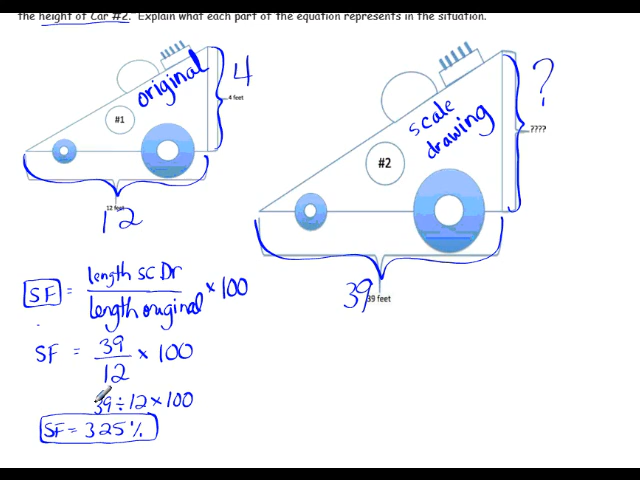 the height of Car #2. Explain what each part of the equation represents in the situation.
original
4
4 feet
#1
12 feet
12
scale
drawing
?
????
#2
39
39 feet
SF = length sc Dr / length original × 100
SF = 39 / 12 × 100
39 ÷ 12 × 100
SF = 325%